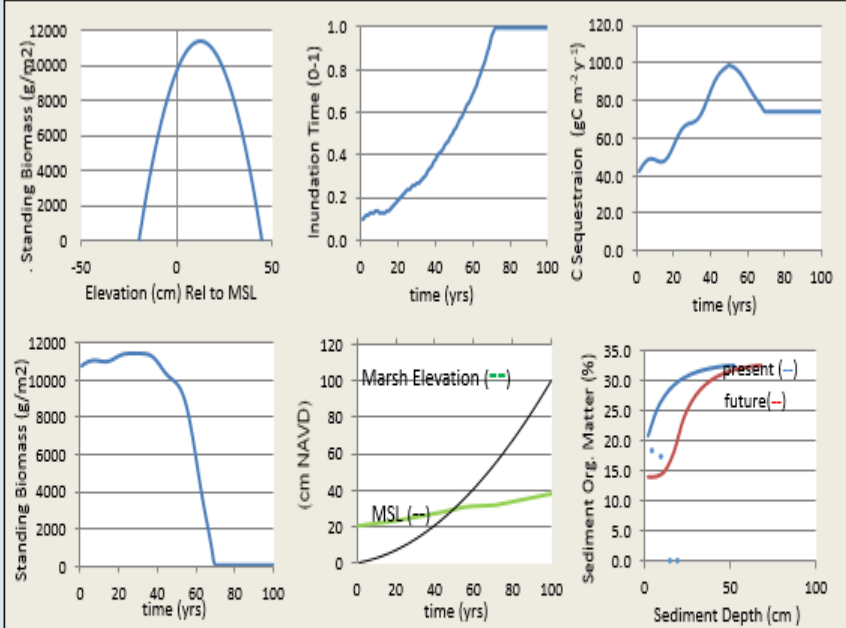 . Standing Biomass (g/m2)
12000
10000
8000
6000
4000
2000
0
-50
0
50
Elevation (cm) Rel to MSL
Inundation Time (0-1)
1.0
0.8
0.6
0.4
0.2
0.0
0 20 40 60 80 100
time (yrs)
C Sequestraion (gC m⁻² y⁻¹)
120.0
100.0
80.0
60.0
40.0
20.0
0.0
0 20 40 60 80 100
time (yrs)
Standing Biomass (g/m2)
12000
10000
8000
6000
4000
2000
0
0 20 40 60 80 100
time (yrs)
(cm NAVD)
120
100
80
60
40
20
0
Marsh Elevation (--)
MSL (--)
0 20 40 60 80 100
time (yrs)
Sediment Org. Matter (%)
35.0
30.0
25.0
20.0
15.0
10.0
5.0
0.0
present (--)
future(--)
0 50 100
Sediment Depth (cm )